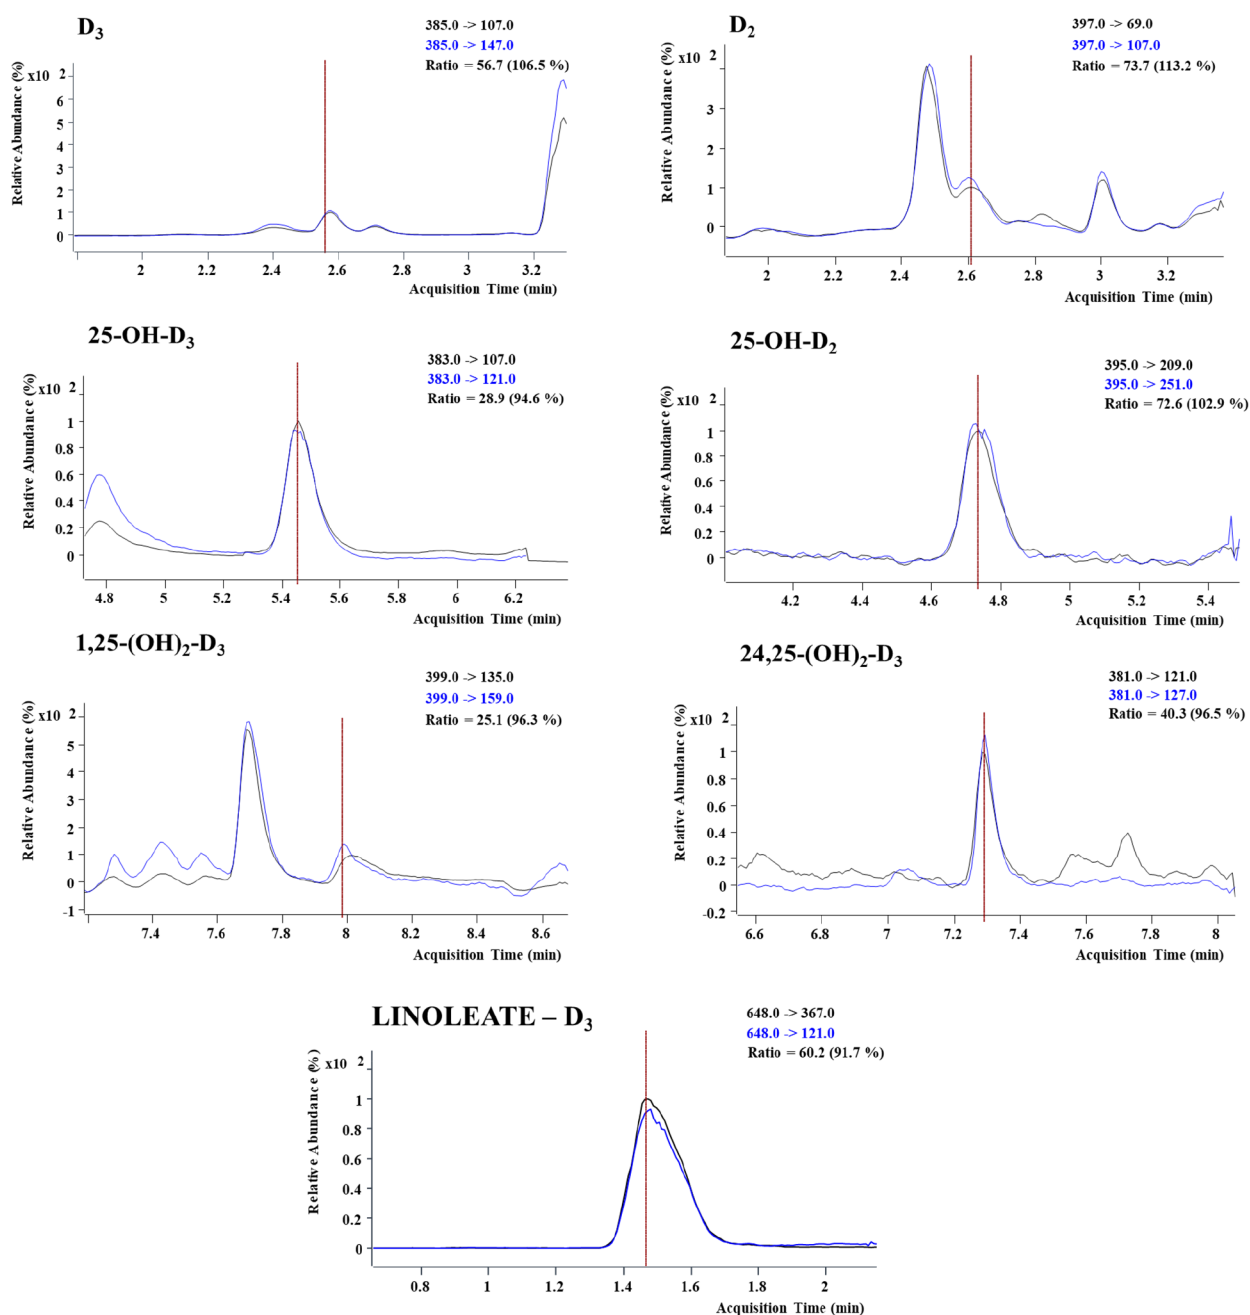 D3
385.0 -> 107.0
385.0 -> 147.0
Ratio = 56.7 (106.5 %)
x10 2
Relative Abundance (%)
6
5
4
3
2
1
0
2 2.2 2.4 2.6 2.8 3 3.2
Acquisition Time (min)
D2
397.0 -> 69.0
397.0 -> 107.0
Ratio = 73.7 (113.2 %)
x10 2
Relative Abundance (%)
3
2
1
0
2 2.2 2.4 2.6 2.8 3 3.2
Acquisition Time (min)
25-OH-D3
383.0 -> 107.0
383.0 -> 121.0
Ratio = 28.9 (94.6 %)
x10 2
Relative Abundance (%)
1
0.8
0.6
0.4
0.2
0
4.8 5 5.2 5.4 5.6 5.8 6 6.2
Acquisition Time (min)
25-OH-D2
395.0 -> 209.0
395.0 -> 251.0
Ratio = 72.6 (102.9 %)
x10 2
Relative Abundance (%)
1
0.8
0.6
0.4
0.2
0
4.2 4.4 4.6 4.8 5 5.2 5.4
Acquisition Time (min)
1,25-(OH)2-D3
399.0 -> 135.0
399.0 -> 159.0
Ratio = 25.1 (96.3 %)
x10 2
Relative Abundance (%)
5
4
3
2
1
0
-1
7.4 7.6 7.8 8 8.2 8.4 8.6
Acquisition Time (min)
24,25-(OH)2-D3
381.0 -> 121.0
381.0 -> 127.0
Ratio = 40.3 (96.5 %)
x10 2
Relative Abundance (%)
1
0.8
0.6
0.4
0.2
0
-0.2
6.6 6.8 7 7.2 7.4 7.6 7.8 8
Acquisition Time (min)
LINOLEATE – D3
648.0 -> 367.0
648.0 -> 121.0
Ratio = 60.2 (91.7 %)
x10 2
Relative Abundance (%)
1
0.8
0.6
0.4
0.2
0
0.8 1 1.2 1.4 1.6 1.8 2
Acquisition Time (min)